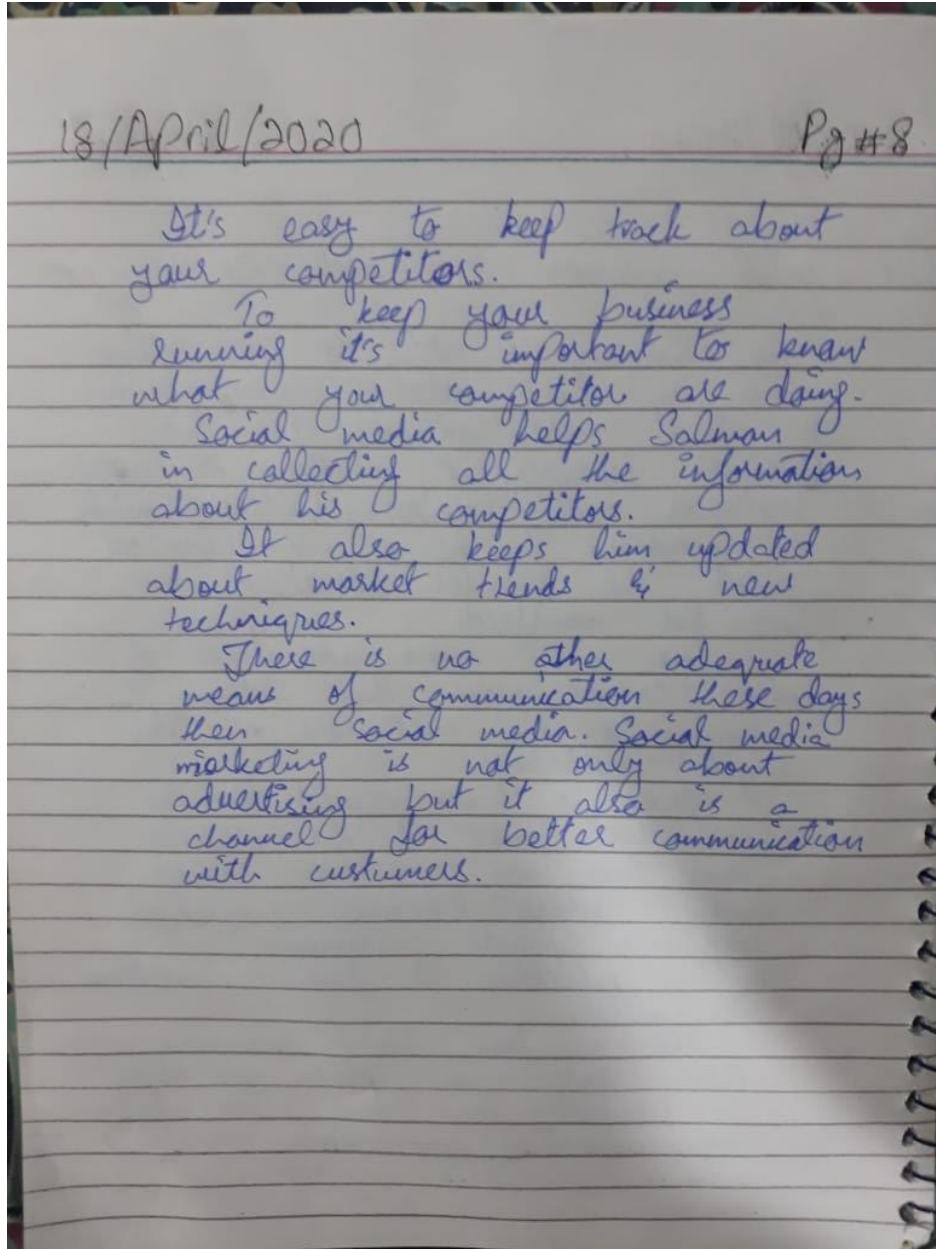 18/April/2020 Pg #8
It's easy to keep track about
your competitors.
To keep your business
running it's important to know
what your competitor are doing.
Social media helps Salman
in collecting all the information
about his competitors.
It also keeps him updated
about market trends & new
techniques.
There is no other adequate
means of communication these days
then social media. Social media
marketing is not only about
advertising but it also is a
channel for better communication
with custumers.